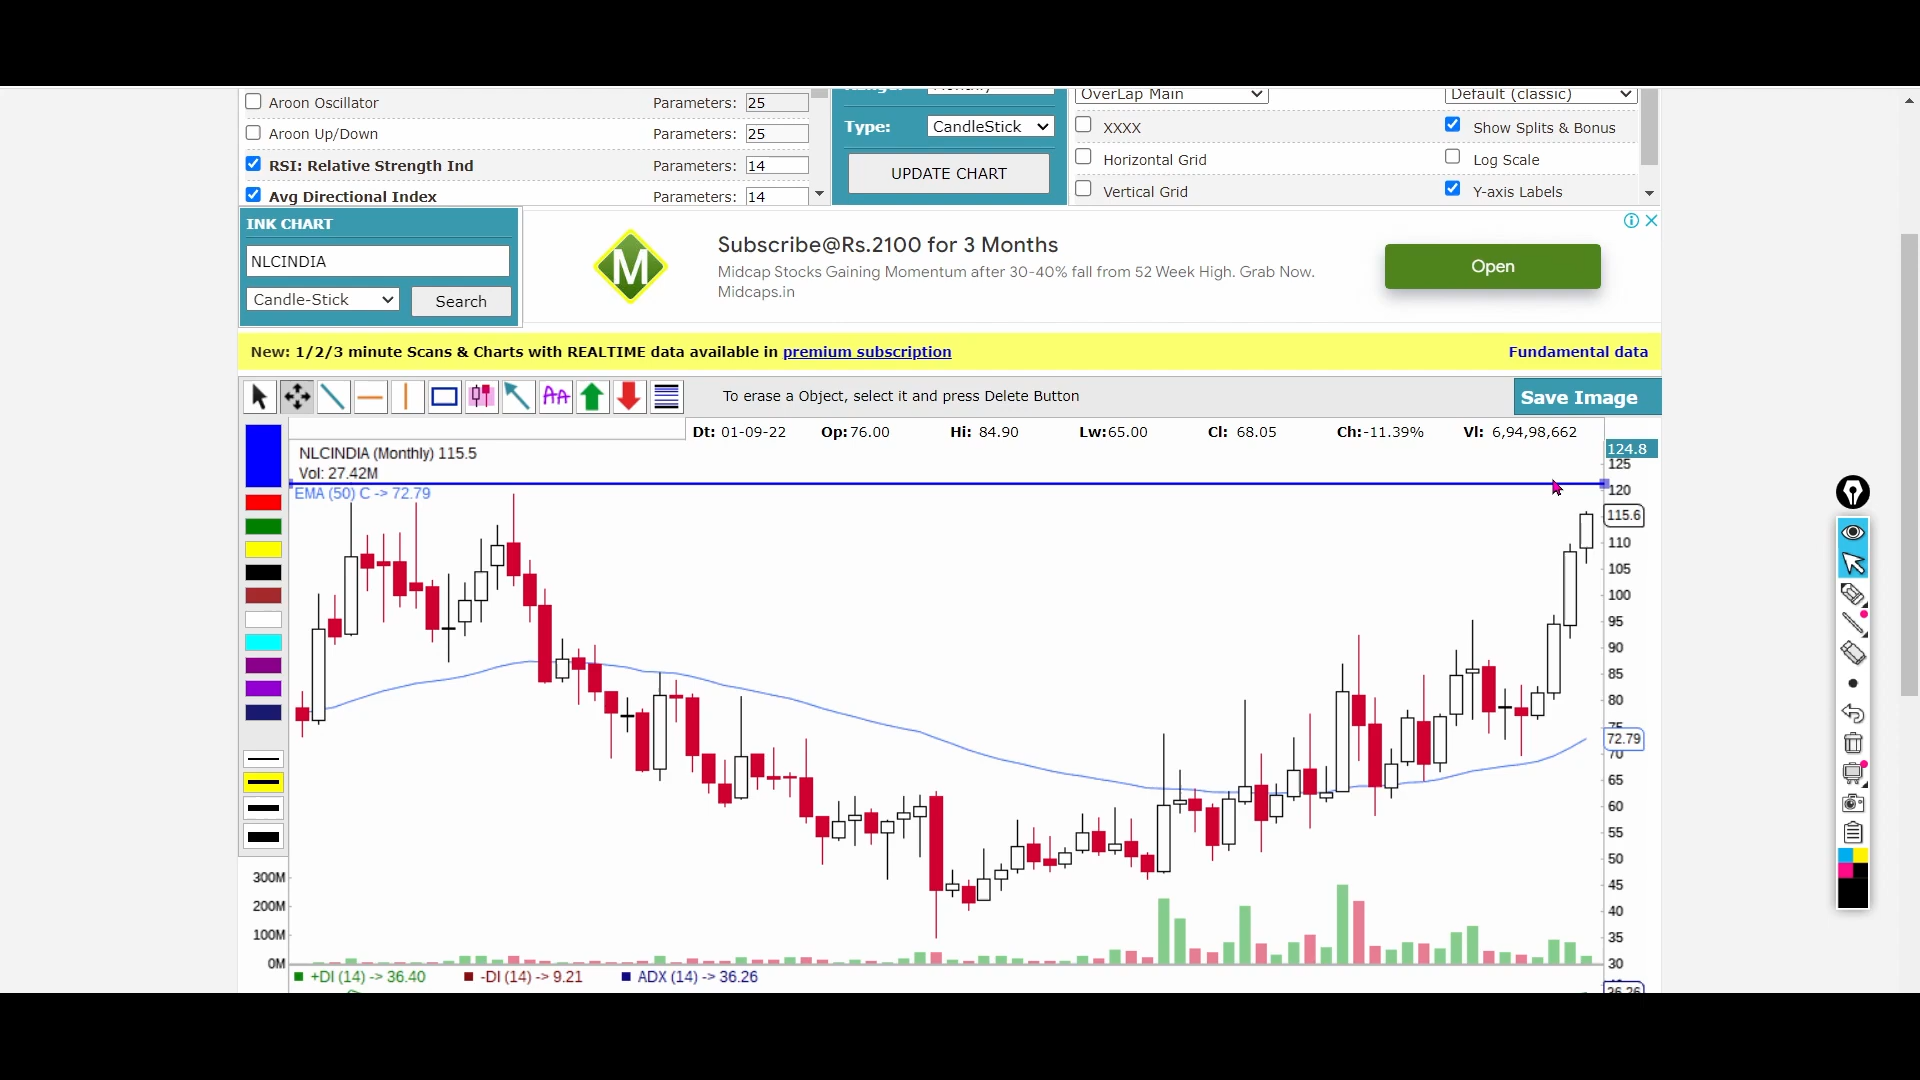 Aroon Oscillator Parameters: 25
Aroon Up/Down Parameters: 25
RSI: Relative Strength Ind Parameters: 14
Avg Directional Index Parameters: 14
Type: CandleStick
UPDATE CHART
OverLap Main Default (classic)
XXXX Show Splits & Bonus
Horizontal Grid Log Scale
Vertical Grid Y-axis Labels
INK CHART
NLCINDIA
Candle-Stick Search
M
Subscribe@Rs.2100 for 3 Months
Midcap Stocks Gaining Momentum after 30-40% fall from 52 Week High. Grab Now.
Midcaps.in
Open
New: 1/2/3 minute Scans & Charts with REALTIME data available in premium subscription Fundamental data
AA To erase a Object, select it and press Delete Button Save Image
Dt: 01-09-22 Op:76.00 Hi: 84.90 Lw:65.00 Cl: 68.05 Ch:-11.39% Vl: 6,94,98,662
NLCINDIA (Monthly) 115.5
Vol: 27.42M
EMA (50) C -> 72.79
124.8
125
120
115.6
110
105
100
95
90
85
80
75
72.79
70
65
60
55
50
45
40
35
30
300M
200M
100M
0M
+DI (14) -> 36.40 -DI (14) -> 9.21 ADX (14) -> 36.26
36.26